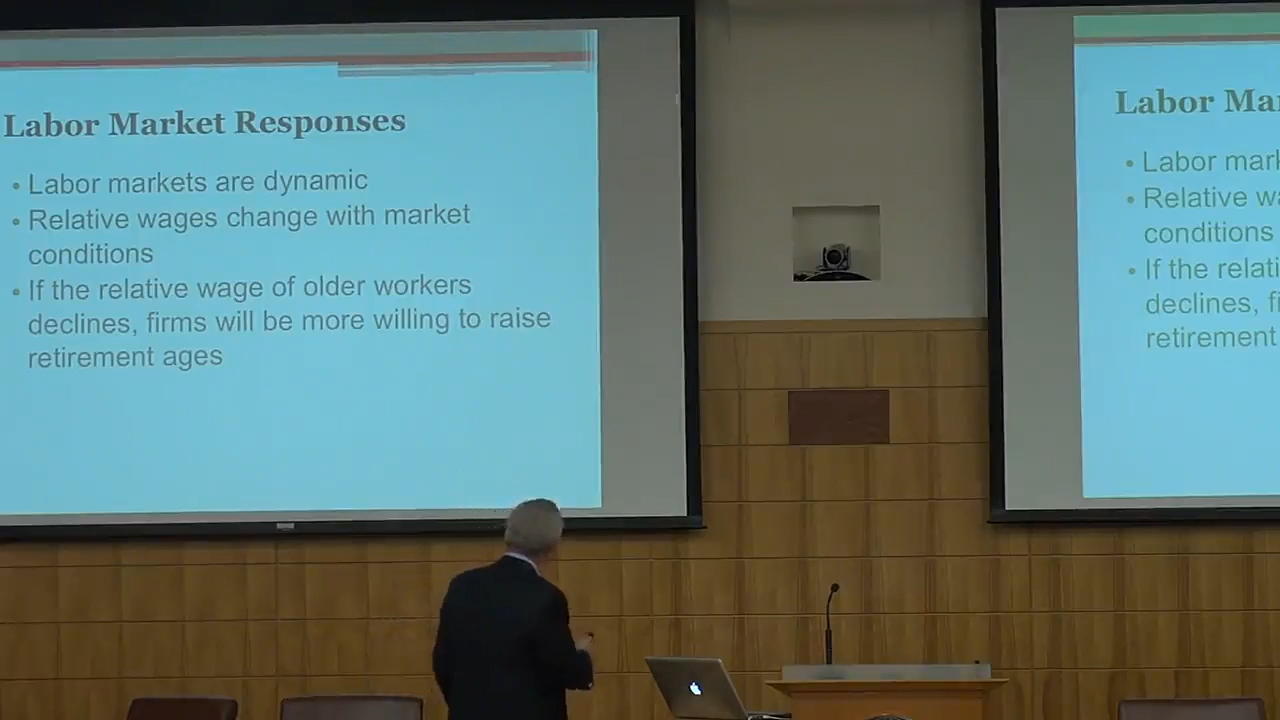 Labor Market Responses
• Labor markets are dynamic
• Relative wages change with market
conditions
• If the relative wage of older workers
declines, firms will be more willing to raise
retirement ages
Labor Mar
• Labor mark
• Relative wa
conditions
• If the relati
declines, fi
retirement